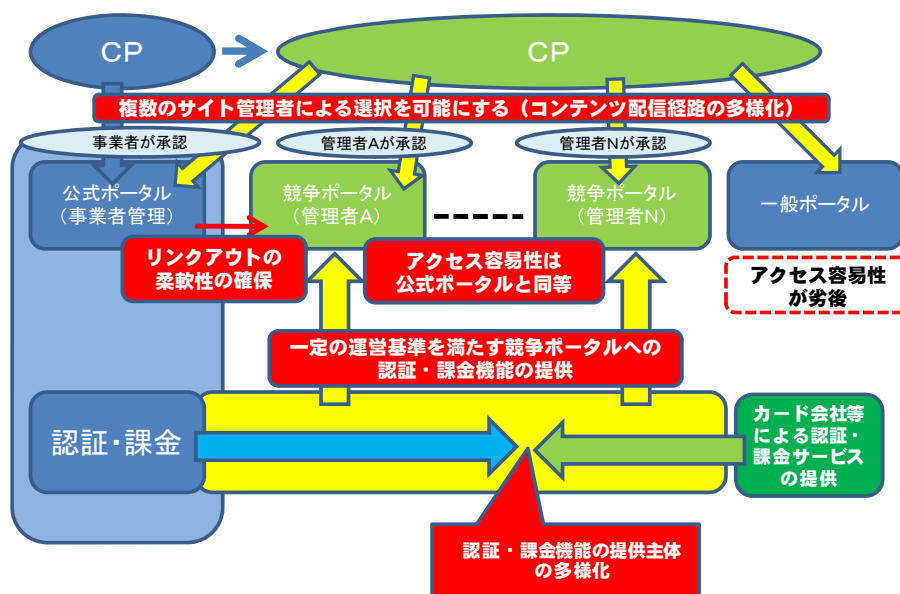 CP
CP
複数のサイト管理者による選択を可能にする（コンテンツ配信経路の多様化）
事業者が承認
管理者Aが承認
管理者Nが承認
公式ポータル
（事業者管理）
競争ポータル
（管理者A）
競争ポータル
（管理者N）
一般ポータル
リンクアウトの
柔軟性の確保
アクセス容易性は
公式ポータルと同等
アクセス容易性
が劣後
一定の運営基準を満たす競争ポータルへの
認証・課金機能の提供
認証・課金
カード会社等
による認証・
課金サービス
の提供
認証・課金機能の提供主体
の多様化